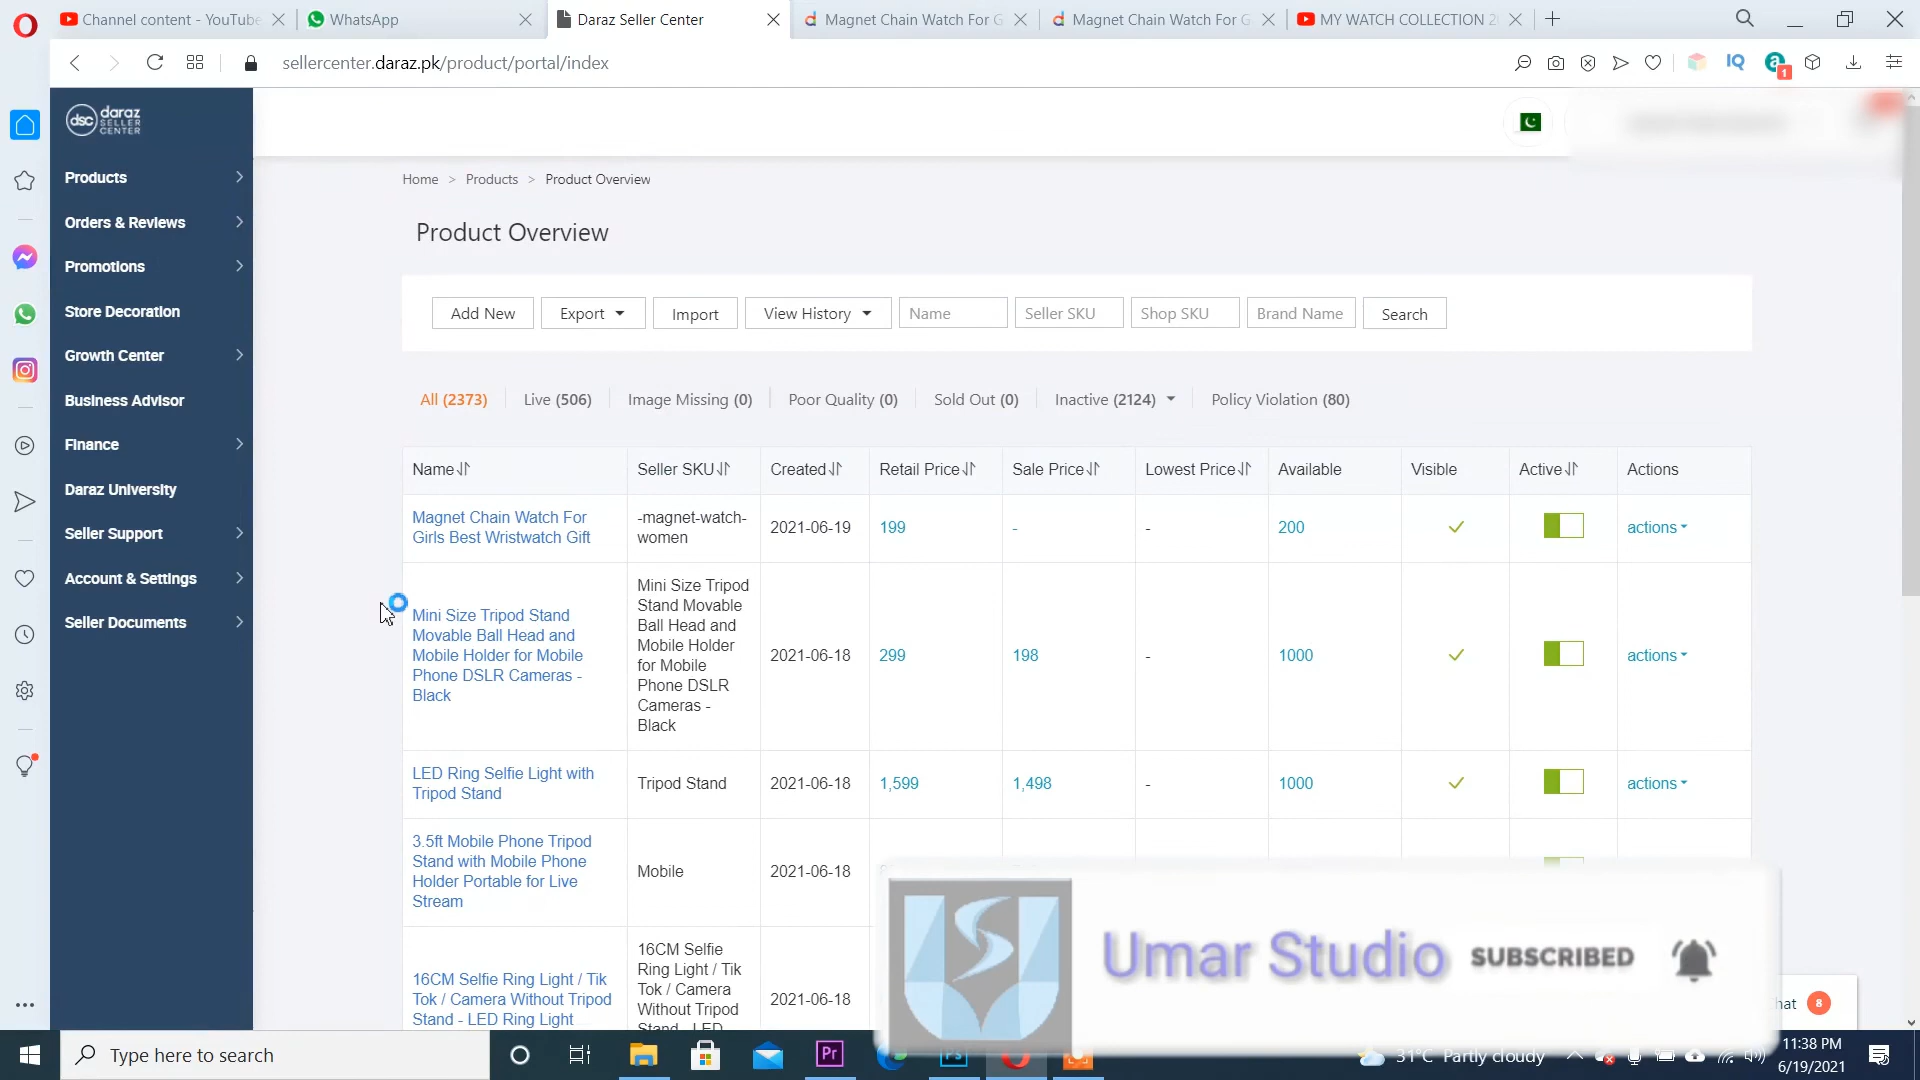 Channel content - YouTube
WhatsApp
Daraz Seller Center
Magnet Chain Watch For G
Magnet Chain Watch For G
MY WATCH COLLECTION 2
sellercenter.daraz.pk/product/portal/index
IQ
a
1
dsc daraz
SELLER
CENTER
Products
Orders & Reviews
Promotions
Store Decoration
Growth Center
Business Advisor
Finance
Daraz University
Seller Support
Account & Settings
Seller Documents
Home > Products > Product Overview
Product Overview
Add New
Export
Import
View History
Name
Seller SKU
Shop SKU
Brand Name
Search
All (2373)
Live (506)
Image Missing (0)
Poor Quality (0)
Sold Out (0)
Inactive (2124)
Policy Violation (80)
Name
Seller SKU
Created
Retail Price
Sale Price
Lowest Price
Available
Visible
Active
Actions
Magnet Chain Watch For
Girls Best Wristwatch Gift
-magnet-watch-
women
2021-06-19
199
-
-
200
actions
Mini Size Tripod Stand
Movable Ball Head and
Mobile Holder for Mobile
Phone DSLR Cameras -
Black
Mini Size Tripod
Stand Movable
Ball Head and
Mobile Holder
for Mobile
Phone DSLR
Cameras -
Black
2021-06-18
299
198
-
1000
actions
LED Ring Selfie Light with
Tripod Stand
Tripod Stand
2021-06-18
1,599
1,498
-
1000
actions
3.5ft Mobile Phone Tripod
Stand with Mobile Phone
Holder Portable for Live
Stream
Mobile
2021-06-18
16CM Selfie Ring Light / Tik
Tok / Camera Without Tripod
Stand - LED Ring Light
16CM Selfie
Ring Light / Tik
Tok / Camera
Without Tripod
Stand - LED
2021-06-18
Umar Studio
SUBSCRIBED
hat 8
Type here to search
Pr
Ps
31°C Partly cloudy
11:38 PM
6/19/2021